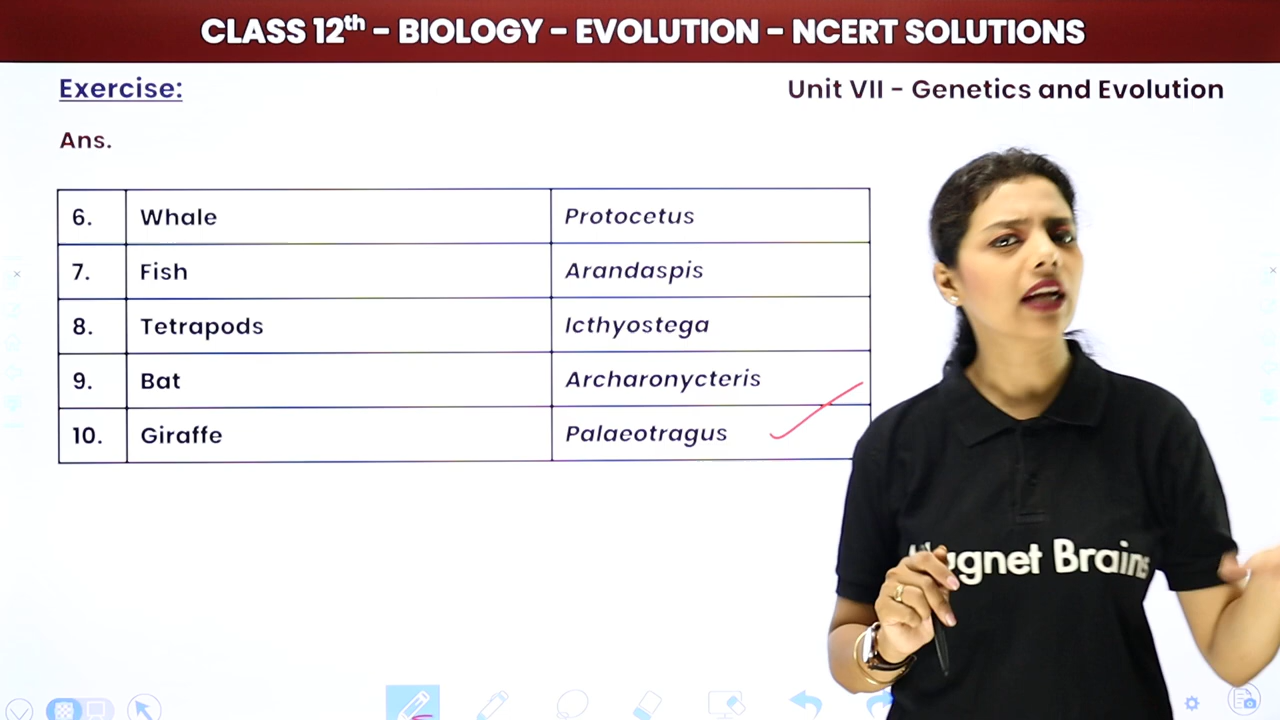 CLASS 12th - BIOLOGY - EVOLUTION - NCERT SOLUTIONS
Exercise:
Unit VII - Genetics and Evolution
Ans.
6. Whale Protocetus
7. Fish Arandaspis
8. Tetrapods Icthyostega
9. Bat Archaronycteris
10. Giraffe Palaeotragus
Magnet Brains